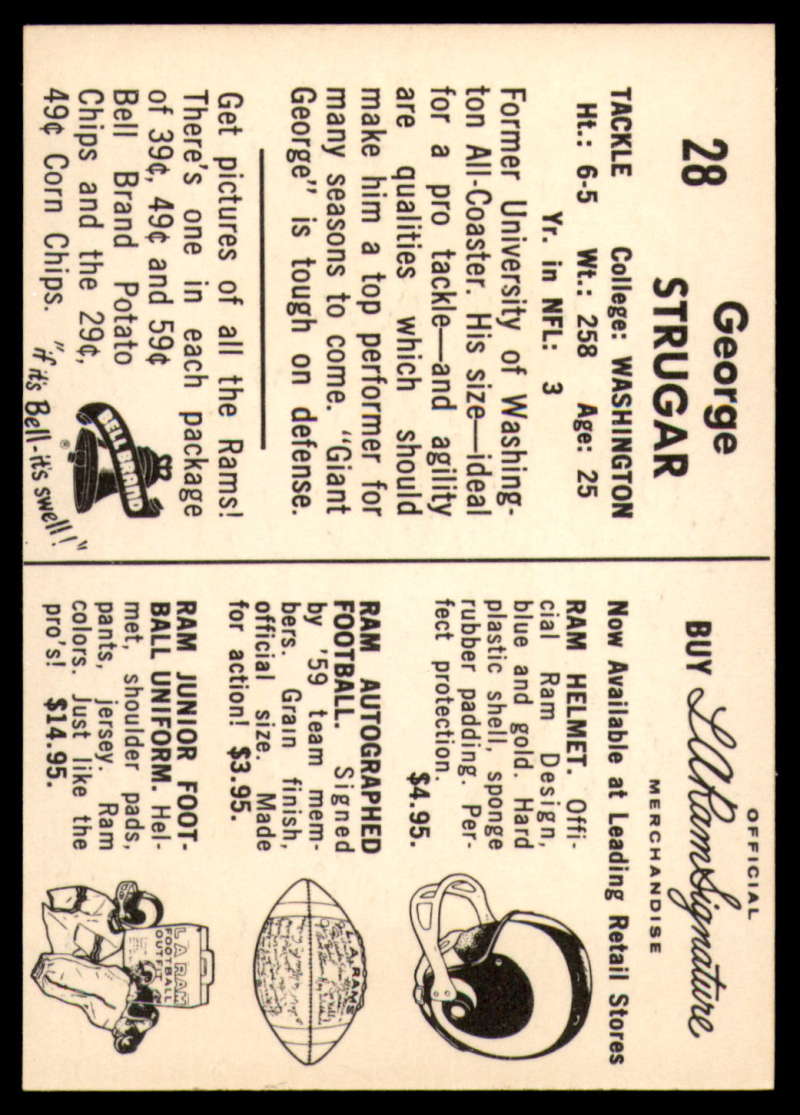 28
George
STRUGAR
TACKLE College: WASHINGTON
Ht.: 6-5 Wt.: 258 Age: 25
Yr. in NFL: 3
Former University of Washing-
ton All-Coaster. His size—ideal
for a pro tackle—and agility
are qualities which should
make him a top performer for
many seasons to come. “Giant
George” is tough on defense.
Get pictures of all the Rams!
There's one in each package
of 39¢, 49¢ and 59¢
Bell Brand Potato
Chips and the 29¢,
49¢ Corn Chips.
BELL BRAND
®
"if it's Bell-it's swell!"
OFFICIAL
BUY LA Ram Signature
MERCHANDISE
Now Available at Leading Retail Stores
RAM HELMET. Offi-
cial Ram Design,
blue and gold. Hard
plastic shell, sponge
rubber padding. Per-
fect protection.
$4.95.
RAM AUTOGRAPHED
FOOTBALL. Signed
by '59 team mem-
bers. Grain finish,
official size. Made
for action! $3.95.
L.A. RAMS
RAM JUNIOR FOOT-
BALL UNIFORM. Hel-
met, shoulder pads,
pants, jersey. Ram
colors. Just like the
pro's! $14.95.
L.A. RAM
FOOTBALL
OUTFIT